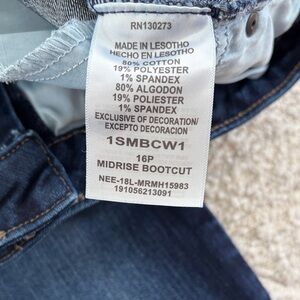 RN130273
MADE IN LESOTHO
HECHO EN LESOTHO
80% COTTON
19% POLYESTER
1% SPANDEX
80% ALGODON
19% POLIESTER
1% SPANDEX
EXCLUSIVE OF DECORATION/
EXCEPTO DECORACION
1SMBCW1
16P
MIDRISE BOOTCUT
NEE-18L-MRMH15983
191056213091